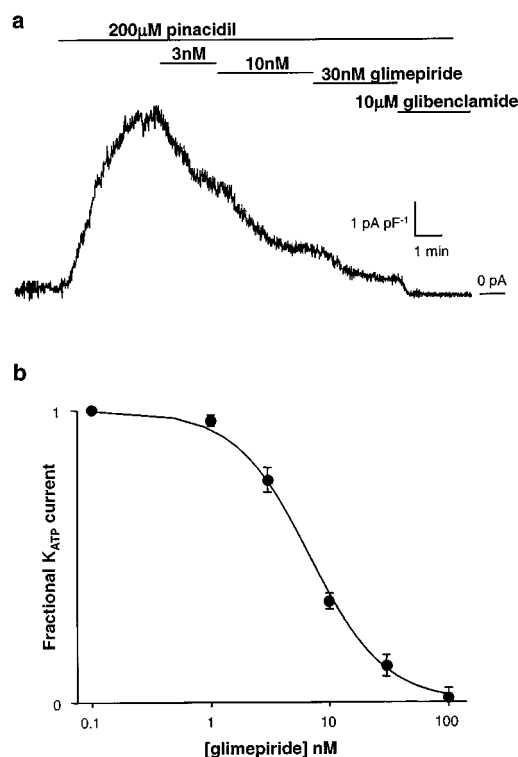 a
200μM pinacidil
3nM
10nM
30nM glimepiride
10μM glibenclamide
1 pA pF⁻¹
1 min
0 pA
b
1
Fractional K_ATP current
0
0.1 1 10 100
[glimepiride] nM